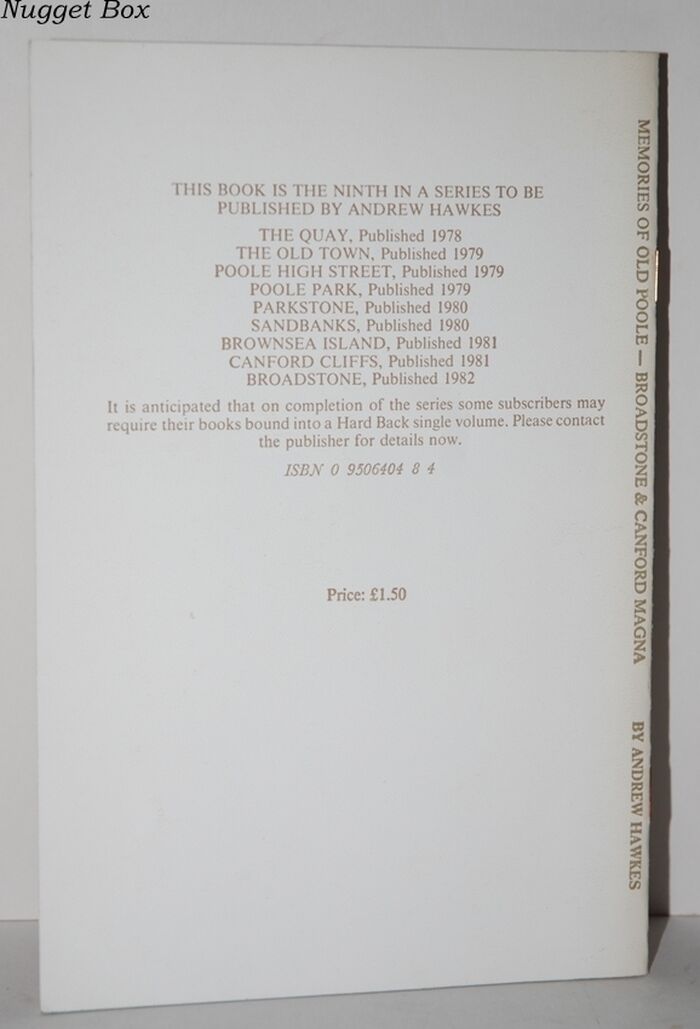 Nugget Box
THIS BOOK IS THE NINTH IN A SERIES TO BE
PUBLISHED BY ANDREW HAWKES
THE QUAY, Published 1978
THE OLD TOWN, Published 1979
POOLE HIGH STREET, Published 1979
POOLE PARK, Published 1979
PARKSTONE, Published 1980
SANDBANKS, Published 1980
BROWNSEA ISLAND, Published 1981
CANFORD CLIFFS, Published 1981
BROADSTONE, Published 1982
It is anticipated that on completion of the series some subscribers may
require their books bound into a Hard Back single volume. Please contact
the publisher for details now.
ISBN 0 9506404 8 4
Price: £1.50
MEMORIES OF OLD POOLE — BROADSTONE & CANFORD MAGNA BY ANDREW HAWKES